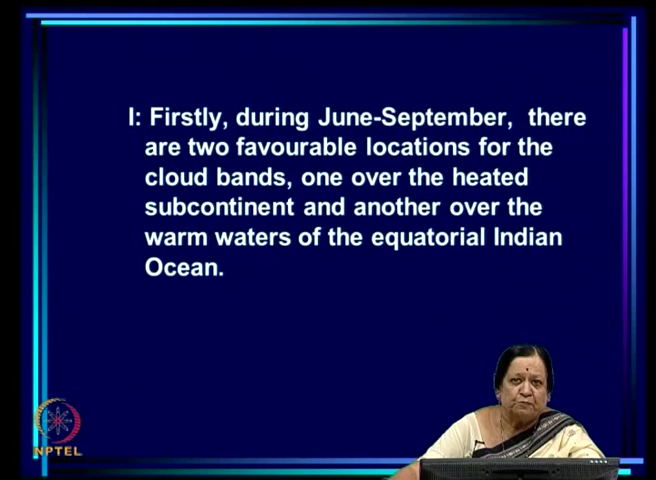 I: Firstly, during June-September, there
are two favourable locations for the
cloud bands, one over the heated
subcontinent and another over the
warm waters of the equatorial Indian
Ocean.
NPTEL